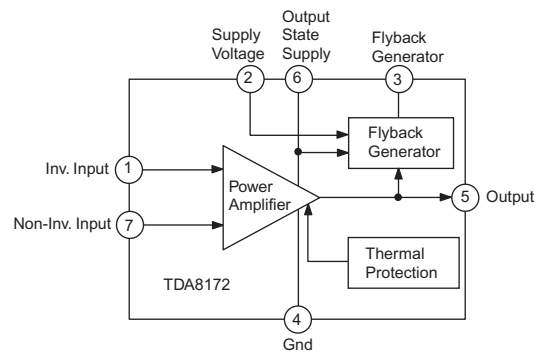 Output
State
Supply
Supply
Voltage
Flyback
Generator
2
6
3
Flyback
Generator
Inv. Input
1
Power
Amplifier
5
Output
Non-Inv. Input
7
Thermal
Protection
TDA8172
4
Gnd